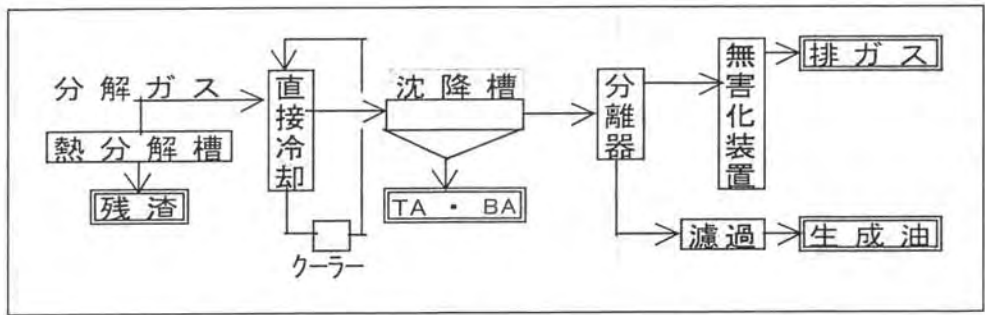 分解ガス
熱分解槽
残渣
直接冷却
クーラー
沈降槽
TA・BA
分離器
無害化装置
排ガス
濾過
生成油